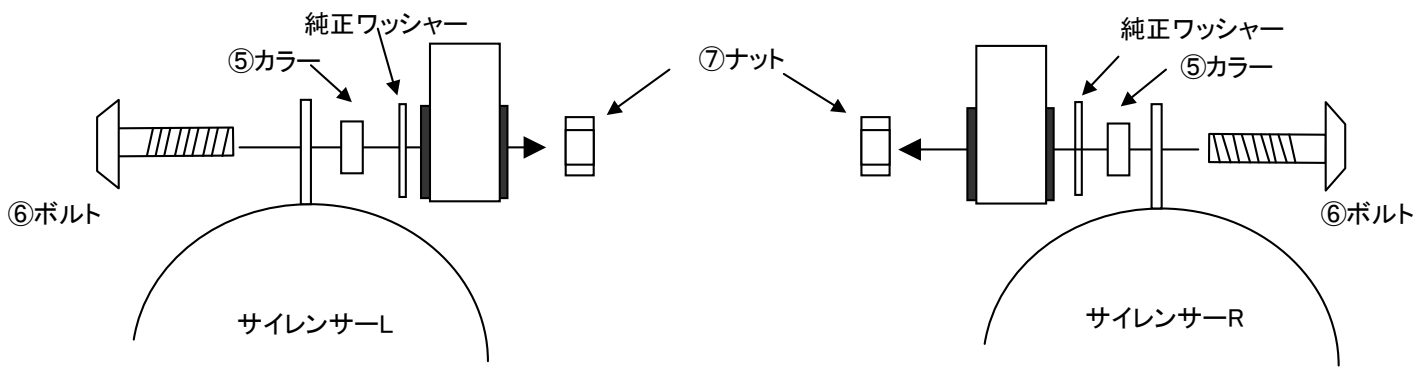 純正ワッシャー
⑤カラー
⑥ボルト
サイレンサーL
⑦ナット
純正ワッシャー
⑤カラー
⑥ボルト
サイレンサーR